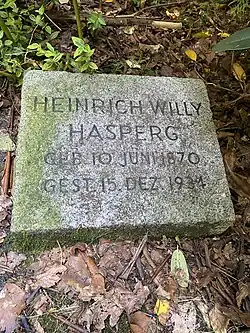 HEINRICH WILLY
HASPERG
GEB. 10. JUNI 1870
GEST. 15. DEZ. 1934